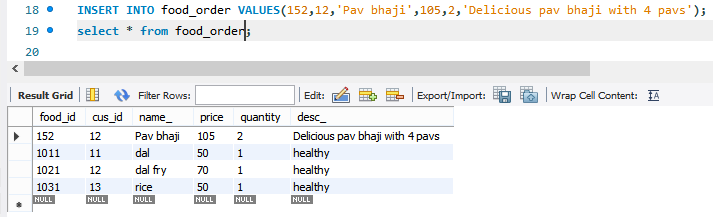 18 INSERT INTO food_order VALUES(152,12,'Pav bhaji',105,2,'Delicious pav bhaji with 4 pavs');
19 select * from food_order;
20
Result Grid Filter Rows: Edit: Export/Import: Wrap Cell Content: IA
food_id cus_id name_ price quantity desc_
152 12 Pav bhaji 105 2 Delicious pav bhaji with 4 pavs
1011 11 dal 50 1 healthy
1021 12 dal fry 70 1 healthy
1031 13 rice 50 1 healthy
NULL NULL NULL NULL NULL NULL